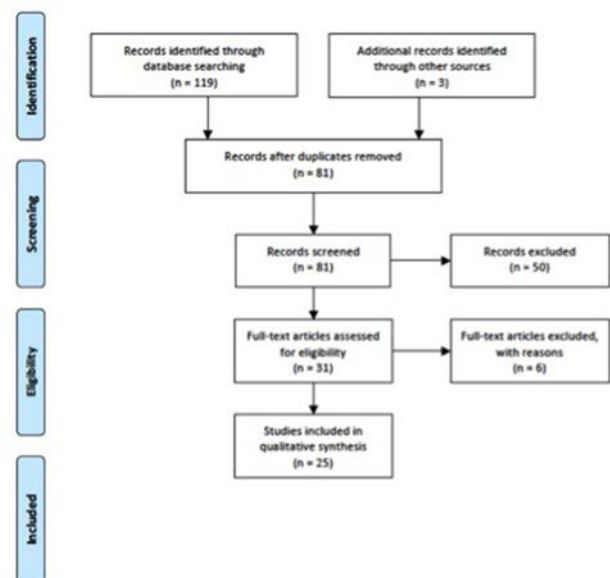 Identification
Records identified through
database searching
(n = 119)
Additional records identified
through other sources
(n = 3)
Records after duplicates removed
(n = 81)
Screening
Records screened
(n = 81)
Records excluded
(n = 50)
Eligibility
Full-text articles assessed
for eligibility
(n = 31)
Full-text articles excluded,
with reasons
(n = 6)
Studies included in
qualitative synthesis
(n = 25)
Included